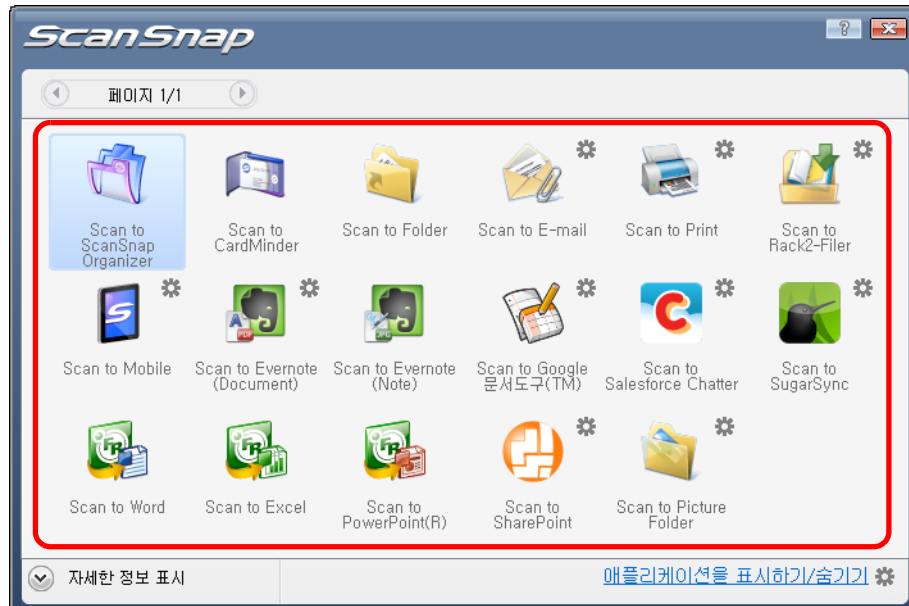 ScanSnap
페이지 1/1
Scan to
ScanSnap
Organizer
Scan to
CardMinder
Scan to Folder
Scan to E-mail
Scan to Print
Scan to
Rack2-Filer
Scan to Mobile
Scan to Evernote
(Document)
Scan to Evernote
(Note)
Scan to Google
문서도구(TM)
Scan to
Salesforce Chatter
Scan to
SugarSync
Scan to Word
Scan to Excel
Scan to
PowerPoint(R)
Scan to
SharePoint
Scan to Picture
Folder
자세한 정보 표시
애플리케이션을 표시하기/숨기기